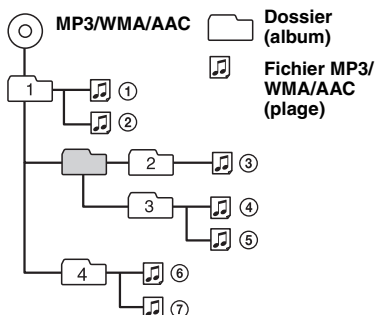 MP3/WMA/AAC
Dossier
(album)
Fichier MP3/
WMA/AAC
(plage)
1
①
②
2
③
3
④
⑤
4
⑥
⑦